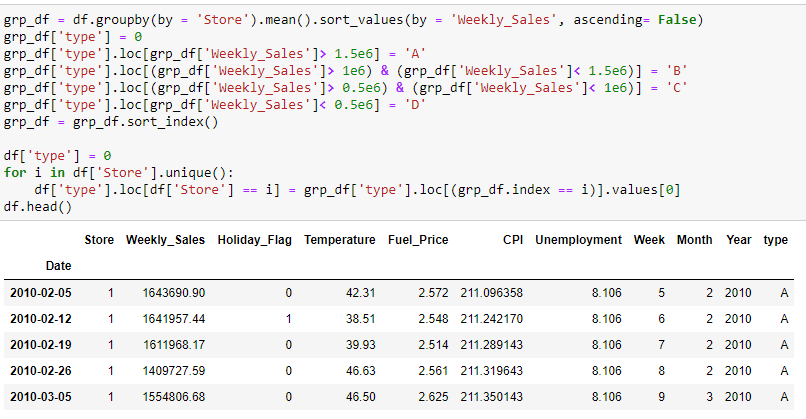 grp_df = df.groupby(by = 'Store').mean().sort_values(by = 'Weekly_Sales', ascending= False)
grp_df['type'] = 0
grp_df['type'].loc[grp_df['Weekly_Sales']> 1.5e6] = 'A'
grp_df['type'].loc[(grp_df['Weekly_Sales']> 1e6) & (grp_df['Weekly_Sales']< 1.5e6)] = 'B'
grp_df['type'].loc[(grp_df['Weekly_Sales']> 0.5e6) & (grp_df['Weekly_Sales']< 1e6)] = 'C'
grp_df['type'].loc[grp_df['Weekly_Sales']< 0.5e6] = 'D'
grp_df = grp_df.sort_index()

df['type'] = 0
for i in df['Store'].unique():
    df['type'].loc[df['Store'] == i] = grp_df['type'].loc[(grp_df.index == i)].values[0]
df.head()
Store Weekly_Sales Holiday_Flag Temperature Fuel_Price CPI Unemployment Week Month Year type
Date
2010-02-05 1 1643690.90 0 42.31 2.572 211.096358 8.106 5 2 2010 A
2010-02-12 1 1641957.44 1 38.51 2.548 211.242170 8.106 6 2 2010 A
2010-02-19 1 1611968.17 0 39.93 2.514 211.289143 8.106 7 2 2010 A
2010-02-26 1 1409727.59 0 46.63 2.561 211.319643 8.106 8 2 2010 A
2010-03-05 1 1554806.68 0 46.50 2.625 211.350143 8.106 9 3 2010 A